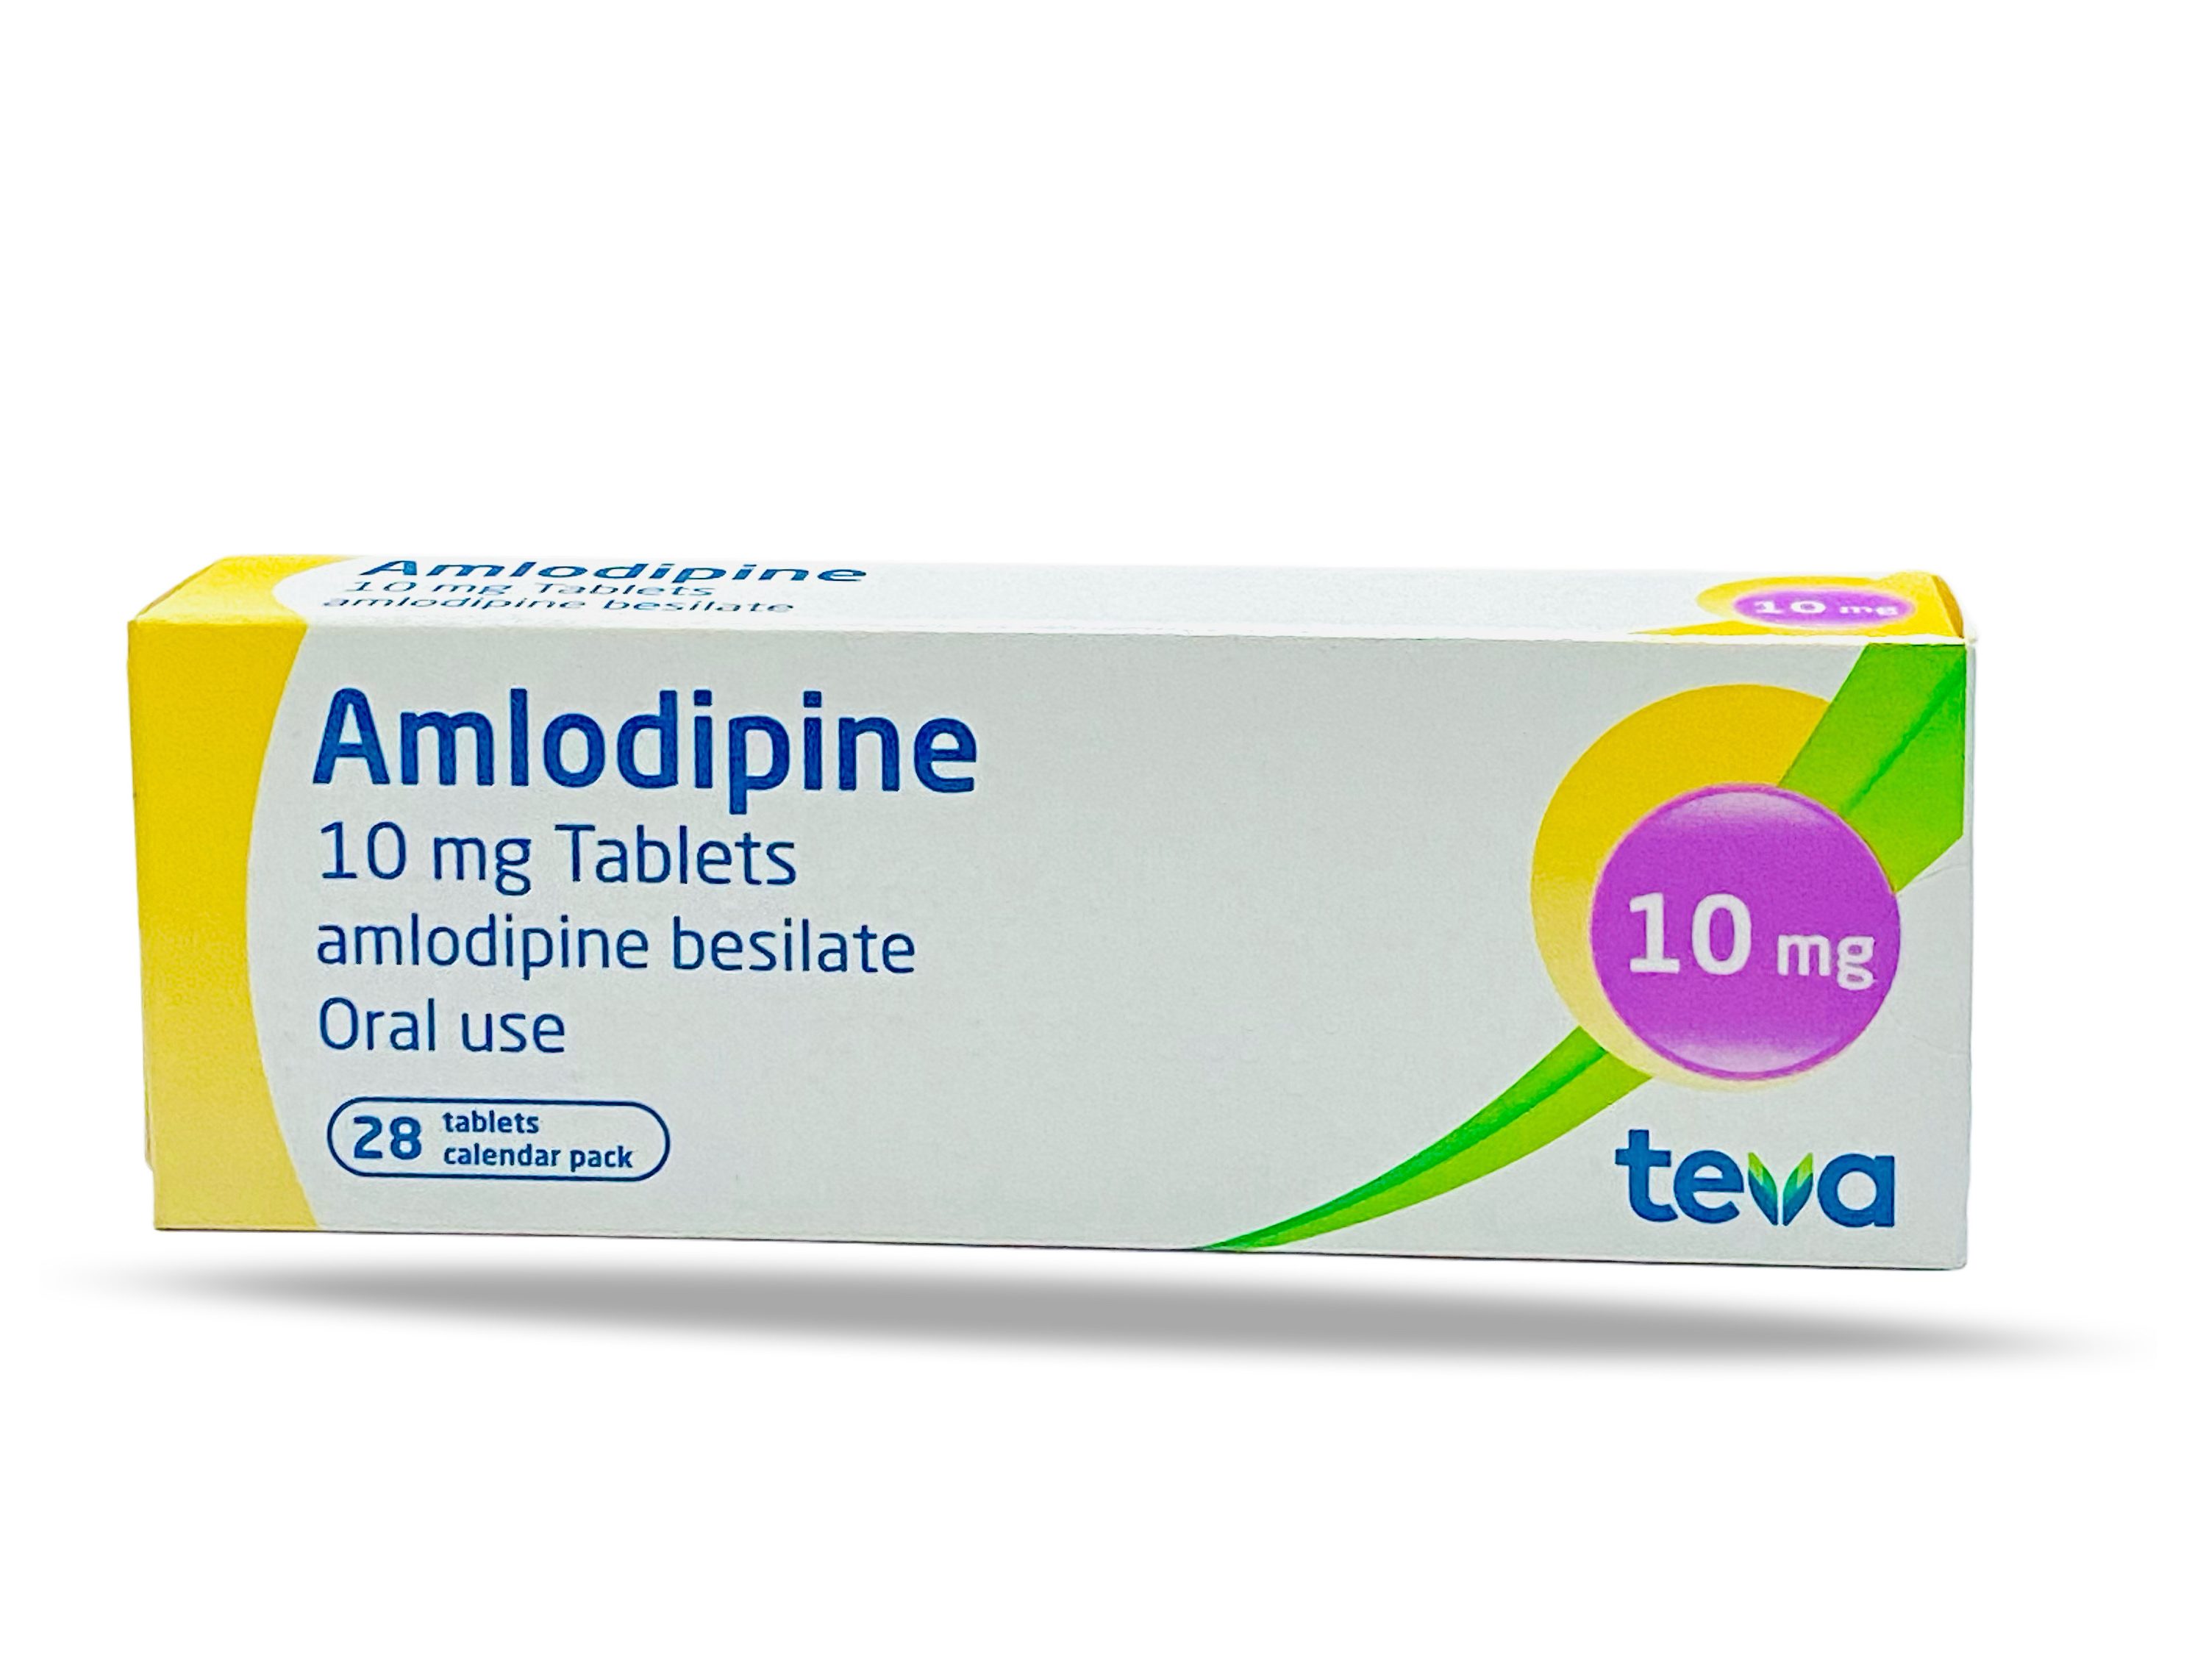 Amlodipine
10 mg Tablets
amlodipine besilate
10 mg
Amlodipine
10 mg Tablets
amlodipine besilate
Oral use
28 tablets
calendar pack
10 mg
teva